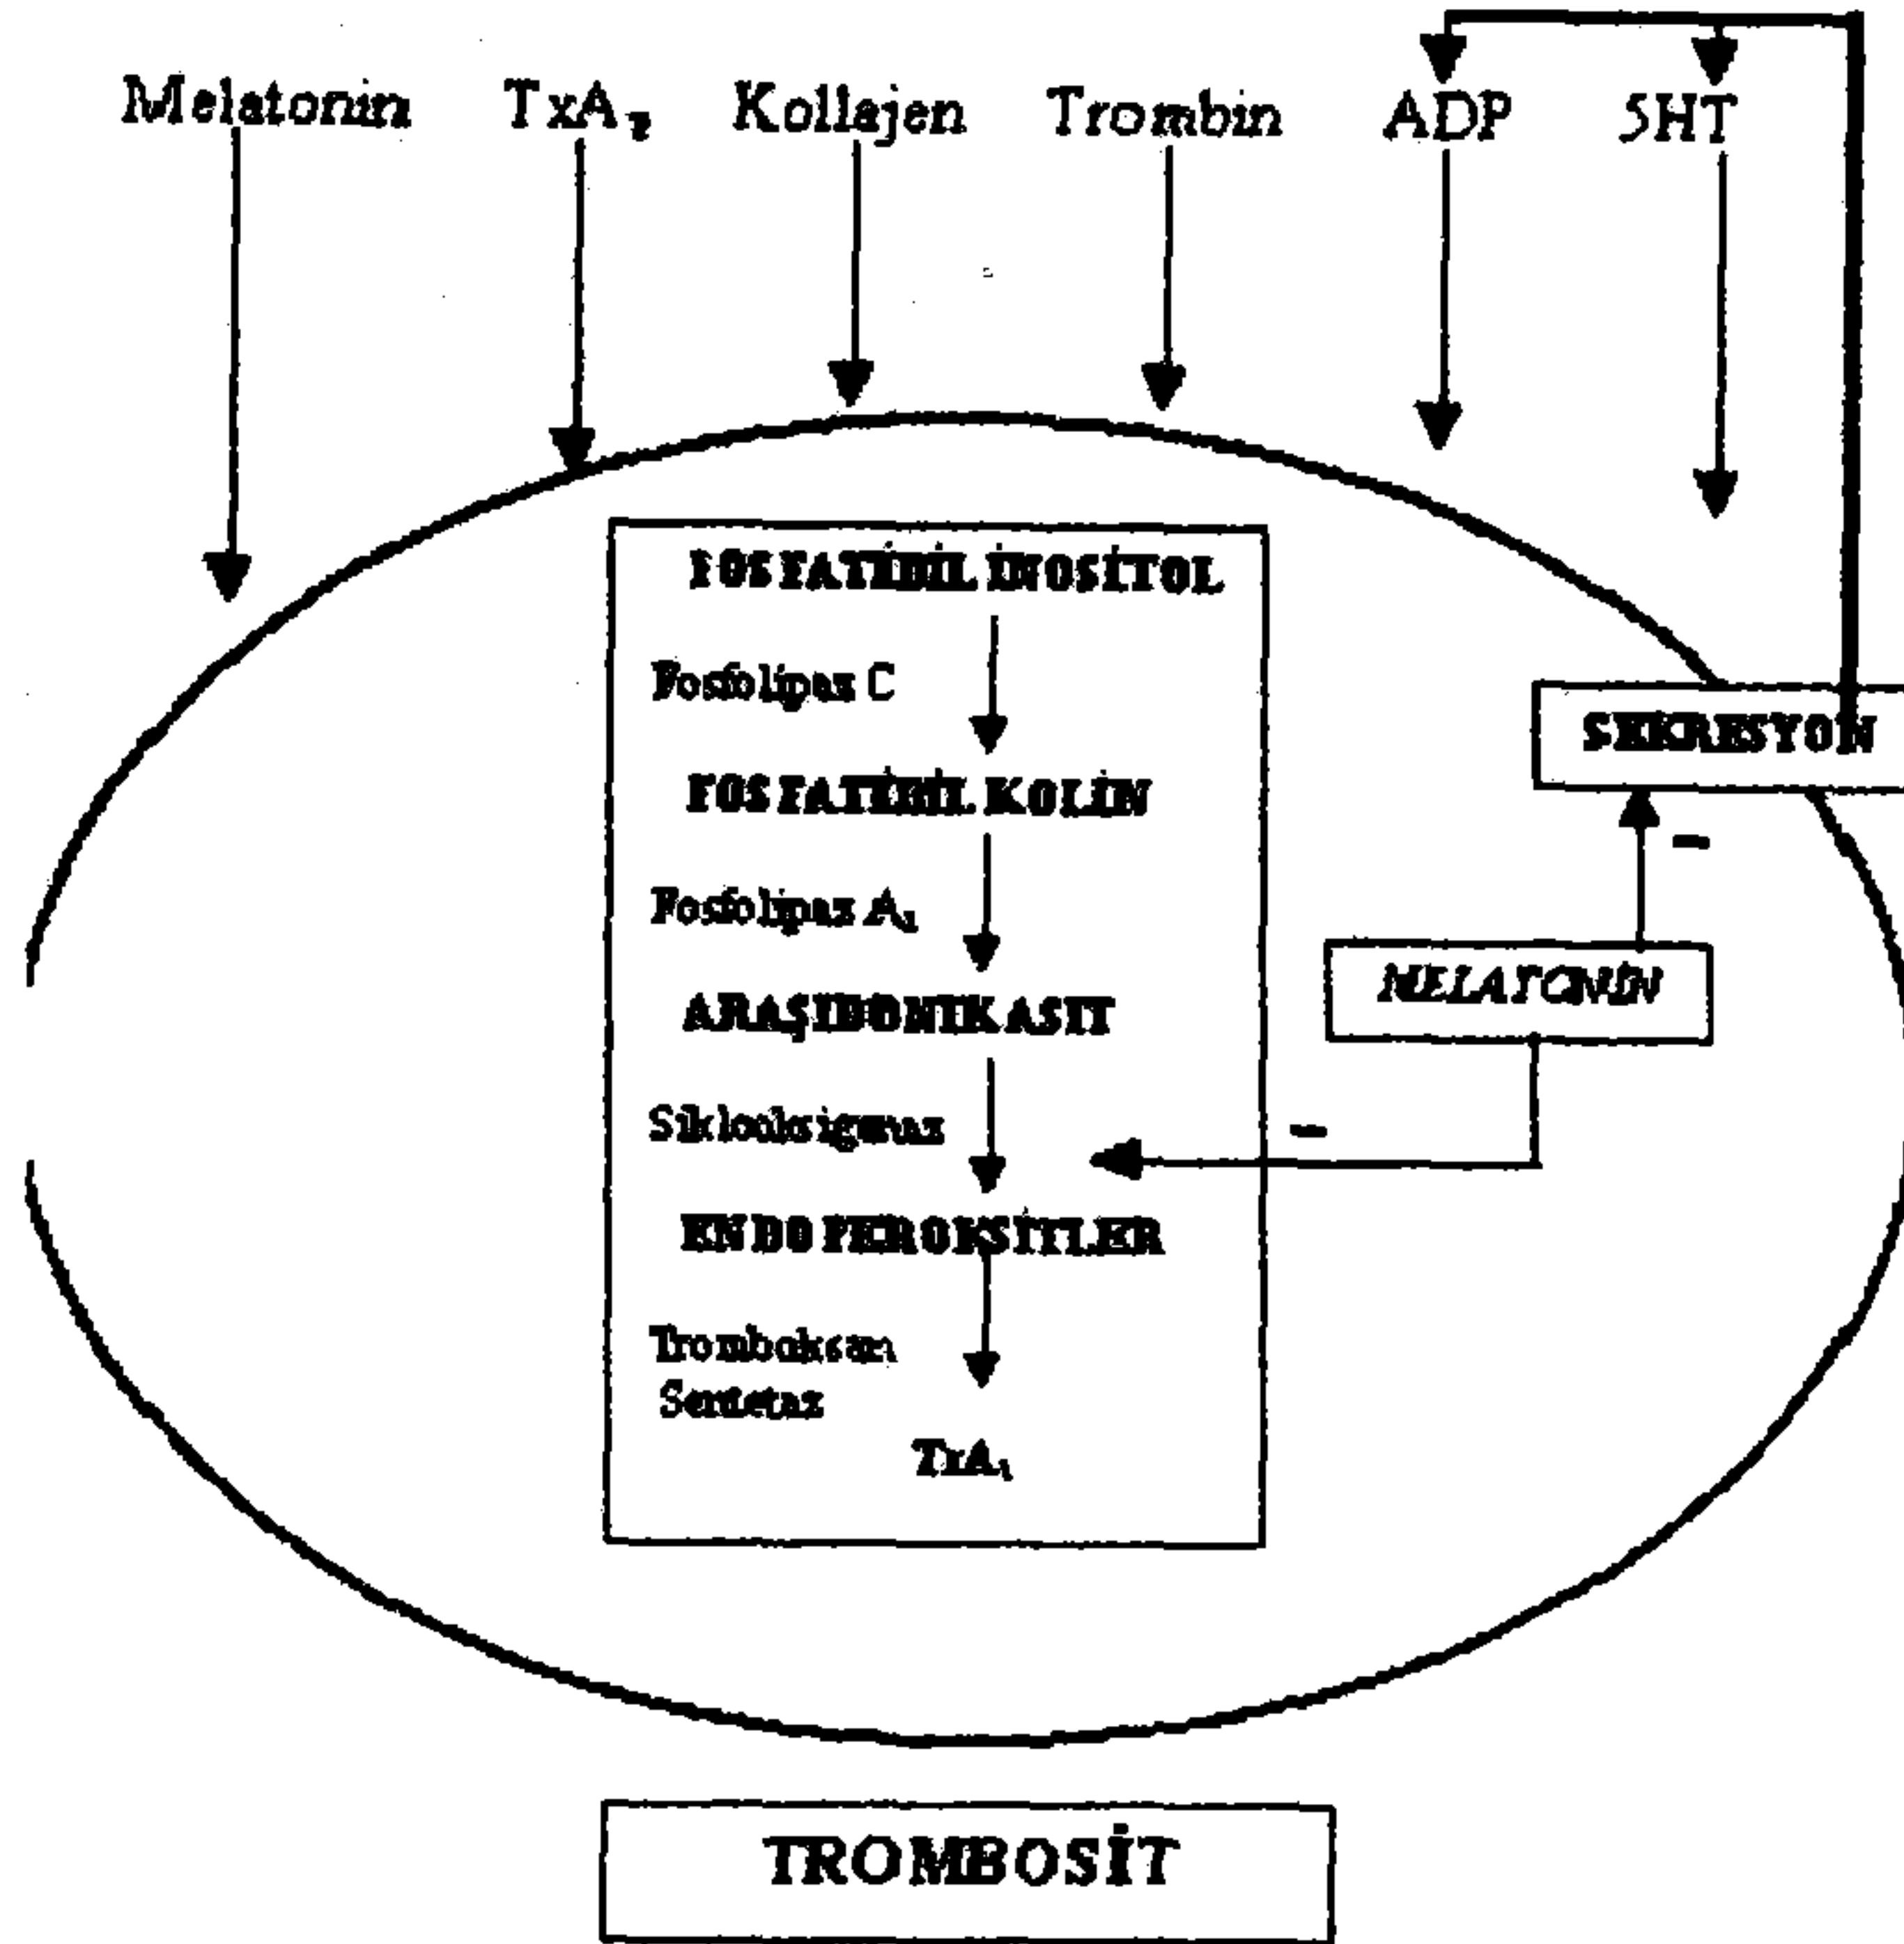 Melatonin TxA₂ Kollajen Trombin ADP 5HT
FOSFATİDİL İNOSİTOL
Fosfolipaz C
SEKRESYON
FOSFATİDİL KOLİN
–
Fosfolipaz A₂
MELATONİN
ARAŞİDONİK ASİT
Siklooksigenaz
–
ENDOPEROKSİTLER
Tromboksan
Sentetaz
TxA₂
TROMBOSİT